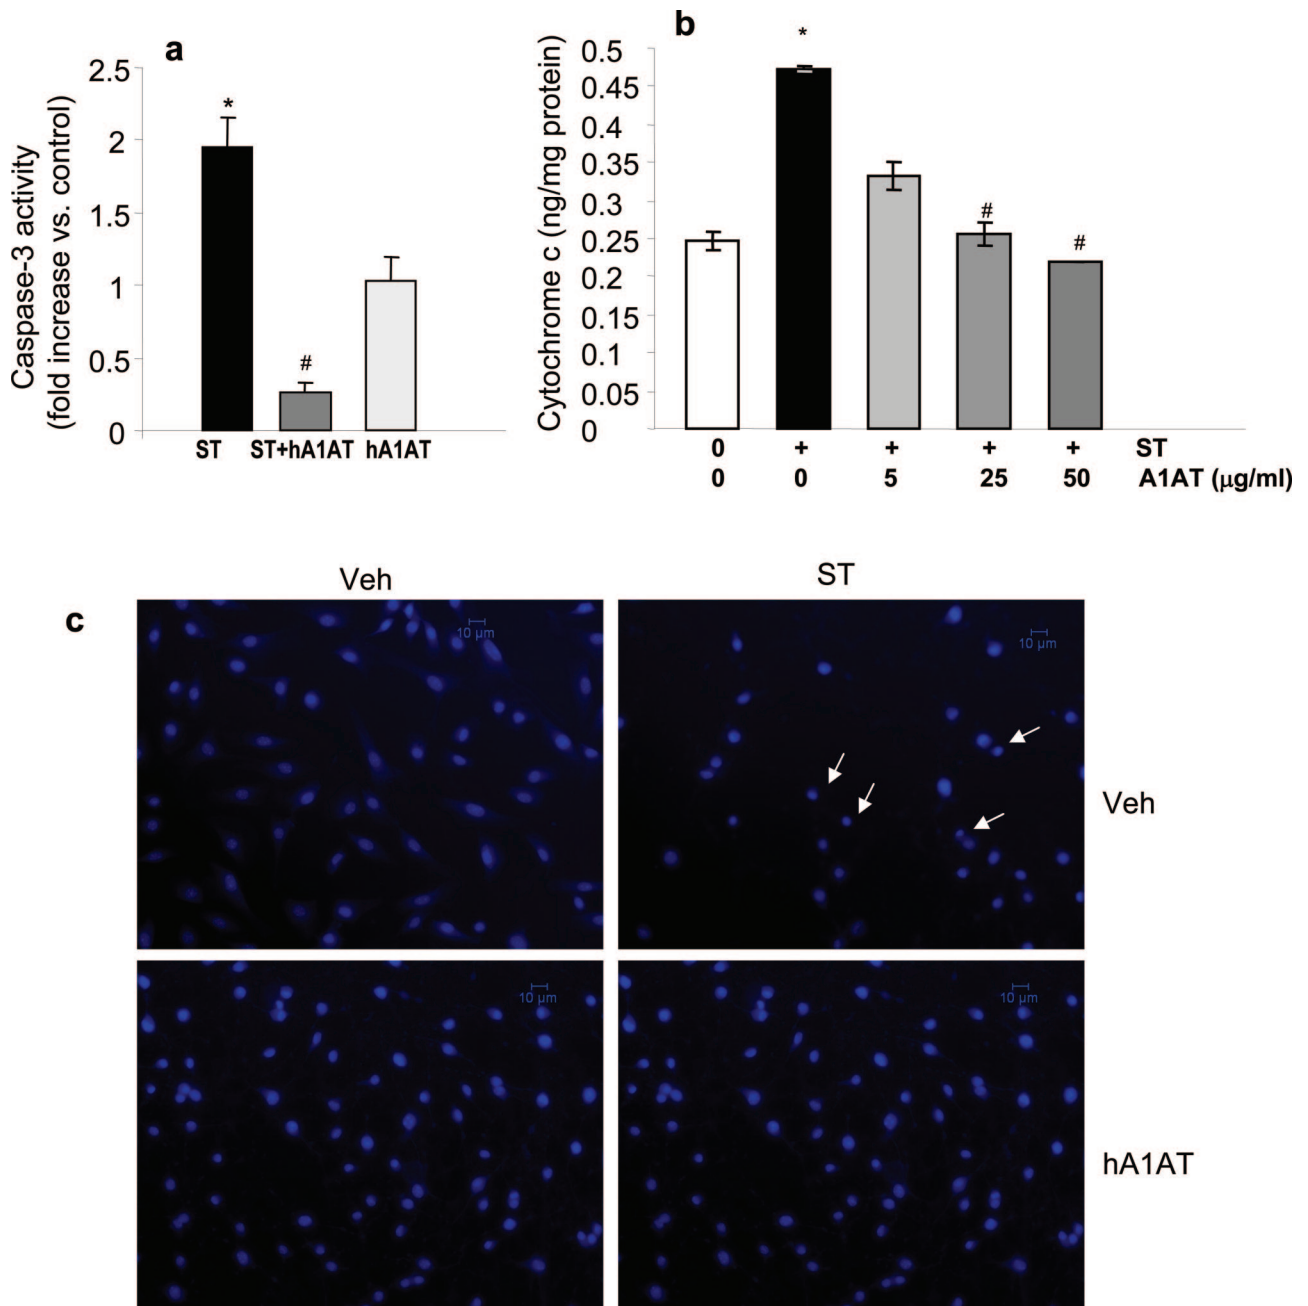 a
Caspase-3 activity
(fold increase vs. control)
2.5
2
1.5
1
0.5
0
*
#
ST
ST+hA1AT
hA1AT
b
Cytochrome c (ng/mg protein)
0.5
0.45
0.4
0.35
0.3
0.25
0.2
0.15
0.1
0.05
0
*
#
#
0 + + + + ST
0 0 5 25 50 A1AT (µg/ml)
c
Veh
ST
10 µm
10 µm
Veh
10 µm
10 µm
hA1AT